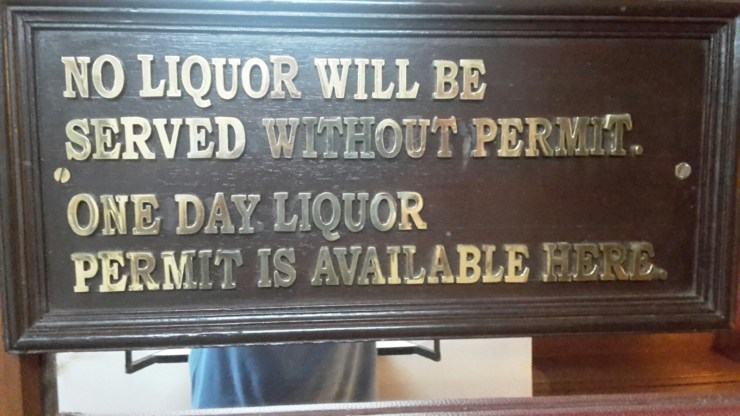 NO LIQUOR WILL BE
SERVED WITHOUT PERMIT.
ONE DAY LIQUOR
PERMIT IS AVAILABLE HERE.